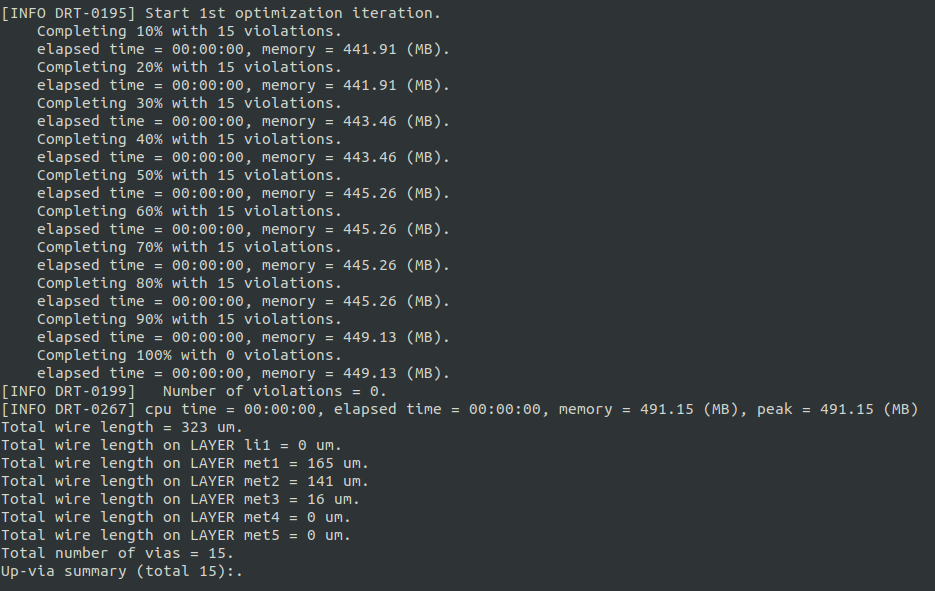 [INFO DRT-0195] Start 1st optimization iteration.
Completing 10% with 15 violations.
elapsed time = 00:00:00, memory = 441.91 (MB).
Completing 20% with 15 violations.
elapsed time = 00:00:00, memory = 441.91 (MB).
Completing 30% with 15 violations.
elapsed time = 00:00:00, memory = 443.46 (MB).
Completing 40% with 15 violations.
elapsed time = 00:00:00, memory = 443.46 (MB).
Completing 50% with 15 violations.
elapsed time = 00:00:00, memory = 445.26 (MB).
Completing 60% with 15 violations.
elapsed time = 00:00:00, memory = 445.26 (MB).
Completing 70% with 15 violations.
elapsed time = 00:00:00, memory = 445.26 (MB).
Completing 80% with 15 violations.
elapsed time = 00:00:00, memory = 445.26 (MB).
Completing 90% with 15 violations.
elapsed time = 00:00:00, memory = 449.13 (MB).
Completing 100% with 0 violations.
elapsed time = 00:00:00, memory = 449.13 (MB).
[INFO DRT-0199]   Number of violations = 0.
[INFO DRT-0267] cpu time = 00:00:00, elapsed time = 00:00:00, memory = 491.15 (MB), peak = 491.15 (MB)
Total wire length = 323 um.
Total wire length on LAYER li1 = 0 um.
Total wire length on LAYER met1 = 165 um.
Total wire length on LAYER met2 = 141 um.
Total wire length on LAYER met3 = 16 um.
Total wire length on LAYER met4 = 0 um.
Total wire length on LAYER met5 = 0 um.
Total number of vias = 15.
Up-via summary (total 15):.